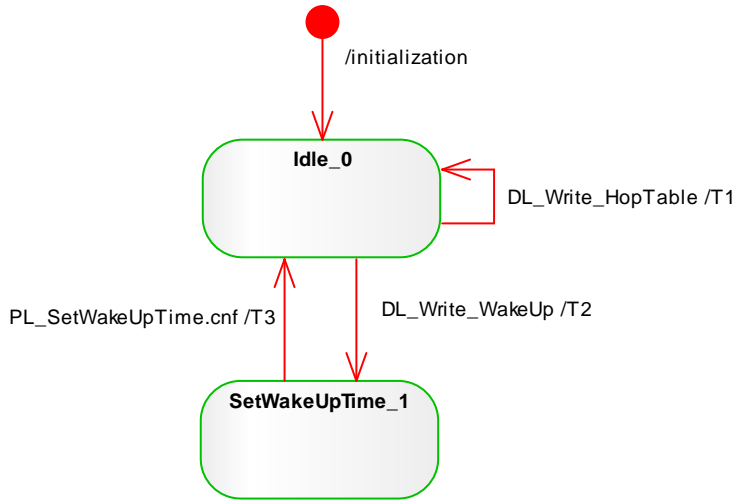 /initialization
Idle_0
DL_Write_HopTable /T1
DL_Write_WakeUp /T2
PL_SetWakeUpTime.cnf /T3
SetWakeUpTime_1